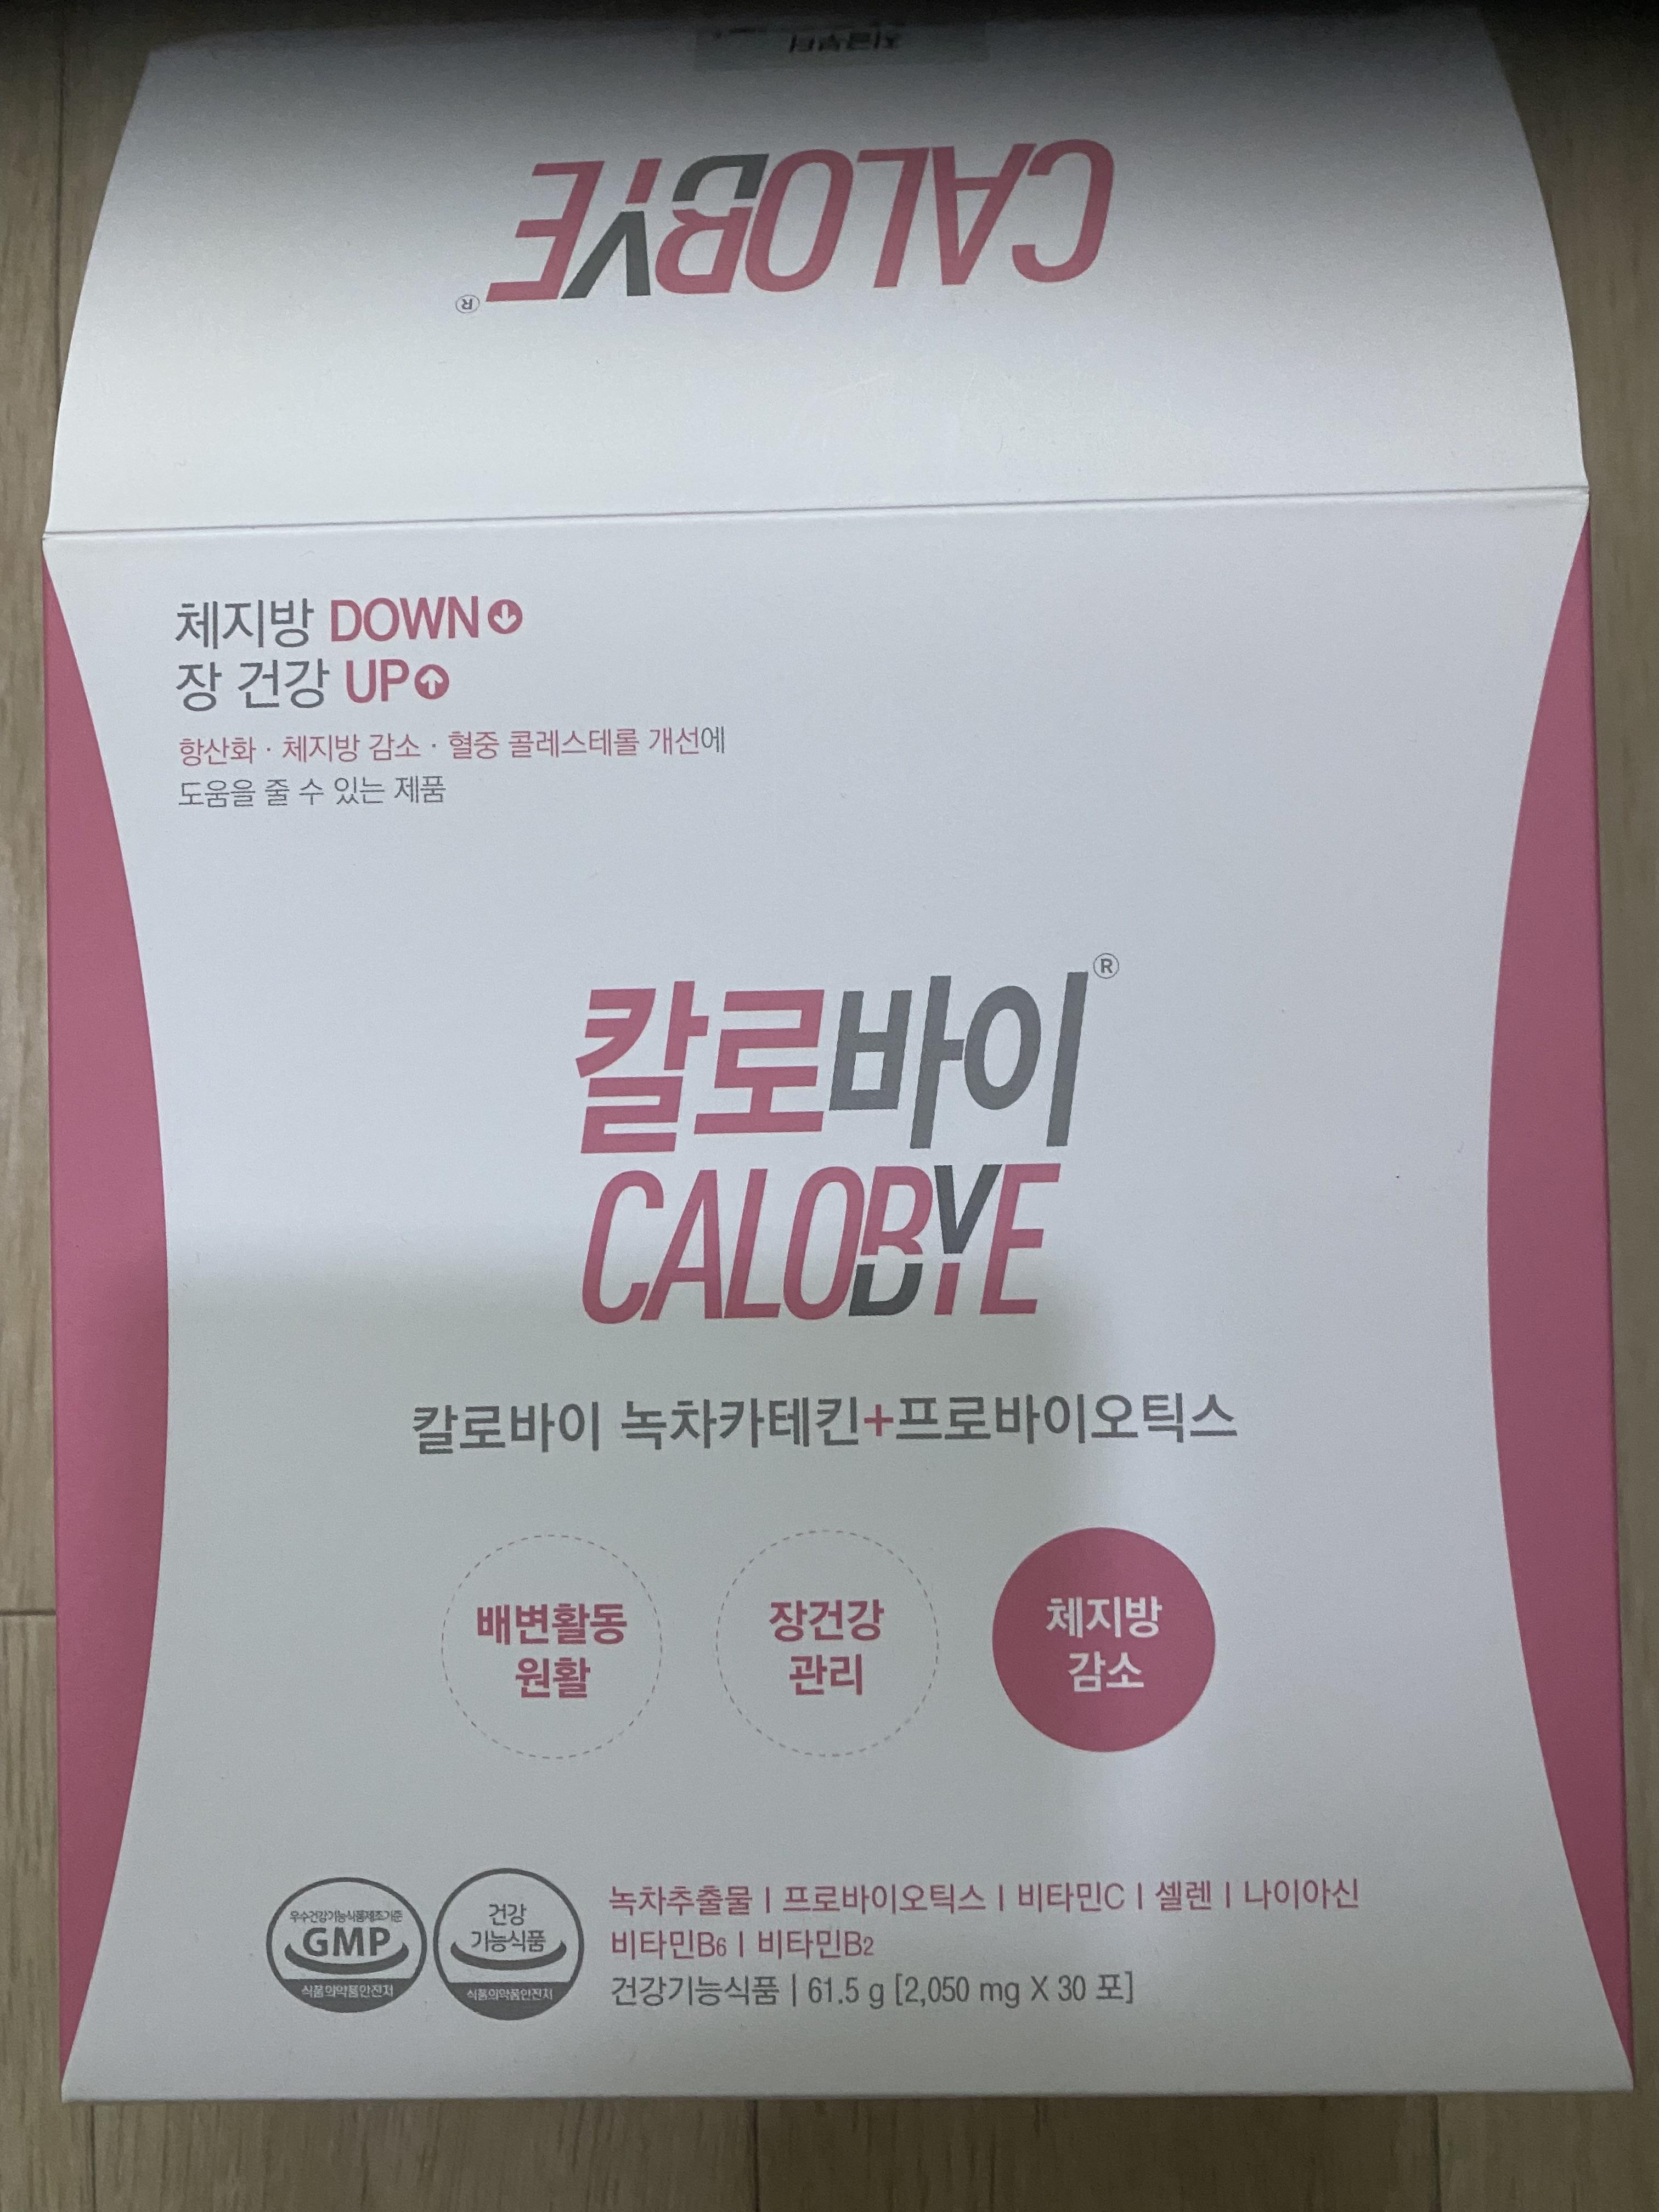 지금부터
CALOBYE®
체지방 DOWN
장 건강 UP
항산화 · 체지방 감소 · 혈중 콜레스테롤 개선에
도움을 줄 수 있는 제품
칼로바이®
CALOBYE
칼로바이 녹차카테킨+프로바이오틱스
배변활동
원활
장건강
관리
체지방
감소
우수건강기능식품제조기준
GMP
식품의약품안전처
건강
기능식품
식품의약품안전처
녹차추출물 | 프로바이오틱스 | 비타민C | 셀렌 | 나이아신
비타민B6 | 비타민B2
건강기능식품 | 61.5 g [2,050 mg X 30 포]